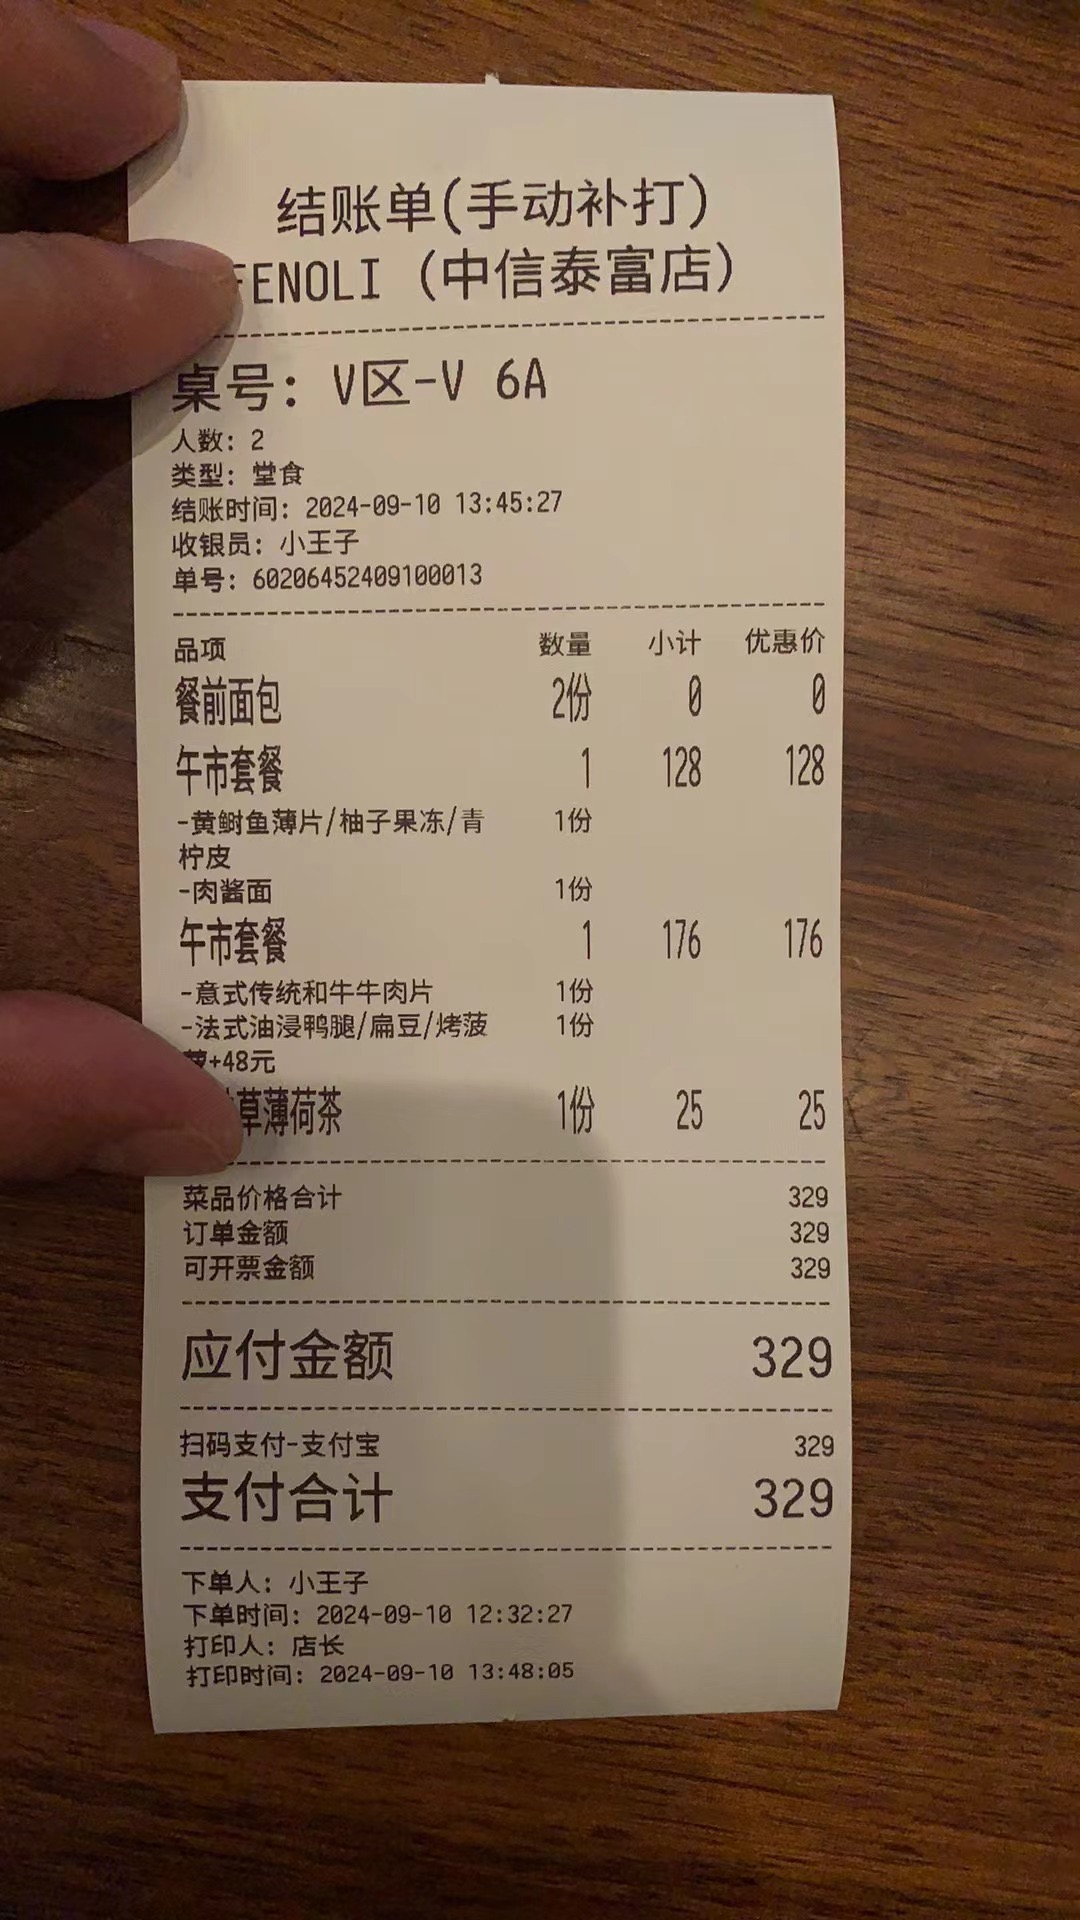 结账单(手动补打)
FENOLI (中信泰富店)
桌号: V区-V 6A
人数: 2
类型: 堂食
结账时间: 2024-09-10 13:45:27
收银员: 小王子
单号: 60206452409100013
品项 数量 小计 优惠价
餐前面包 2份 0 0
午市套餐 1 128 128
-黄鲥鱼薄片/柚子果冻/青 1份
柠皮
-肉酱面 1份
午市套餐 1 176 176
-意式传统和牛牛肉片 1份
-法式油浸鸭腿/扁豆/烤菠 1份
萝+48元
草薄荷茶 1份 25 25
菜品价格合计 329
订单金额 329
可开票金额 329
应付金额 329
扫码支付-支付宝 329
支付合计 329
下单人: 小王子
下单时间: 2024-09-10 12:32:27
打印人: 店长
打印时间: 2024-09-10 13:48:05